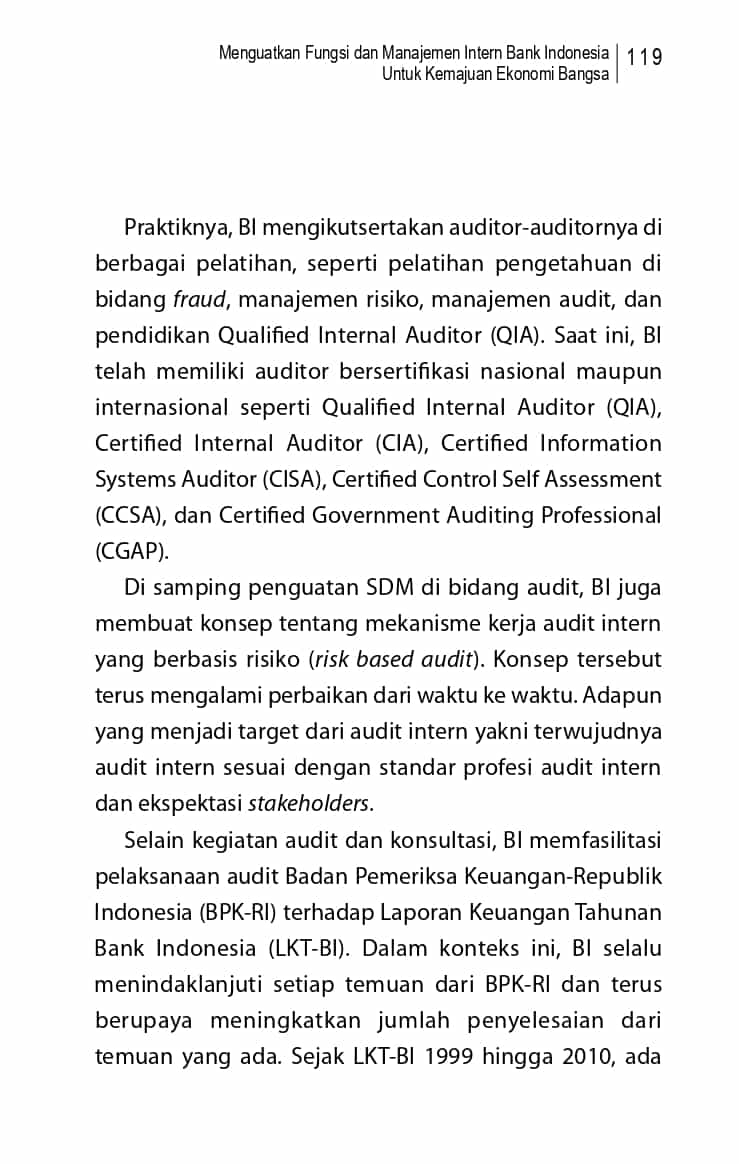 Menguatkan Fungsi dan Manajemen Intern Bank Indonesia
Untuk Kemajuan Ekonomi Bangsa
119
Praktiknya, BI mengikutsertakan auditor-auditornya di
berbagai pelatihan, seperti pelatihan pengetahuan di
bidang fraud, manajemen risiko, manajemen audit, dan
pendidikan Qualified Internal Auditor (QIA). Saat ini, BI
telah memiliki auditor bersertifikasi nasional maupun
internasional seperti Qualified Internal Auditor (QIA),
Certified Internal Auditor (CIA), Certified Information
Systems Auditor (CISA), Certified Control Self Assessment
(CCSA), dan Certified Government Auditing Professional
(CGAP).
Di samping penguatan SDM di bidang audit, BI juga
membuat konsep tentang mekanisme kerja audit intern
yang berbasis risiko (risk based audit). Konsep tersebut
terus mengalami perbaikan dari waktu ke waktu. Adapun
yang menjadi target dari audit intern yakni terwujudnya
audit intern sesuai dengan standar profesi audit intern
dan ekspektasi stakeholders.
Selain kegiatan audit dan konsultasi, BI memfasilitasi
pelaksanaan audit Badan Pemeriksa Keuangan-Republik
Indonesia (BPK-RI) terhadap Laporan Keuangan Tahunan
Bank Indonesia (LKT-BI). Dalam konteks ini, BI selalu
menindaklanjuti setiap temuan dari BPK-RI dan terus
berupaya meningkatkan jumlah penyelesaian dari
temuan yang ada. Sejak LKT-BI 1999 hingga 2010, ada